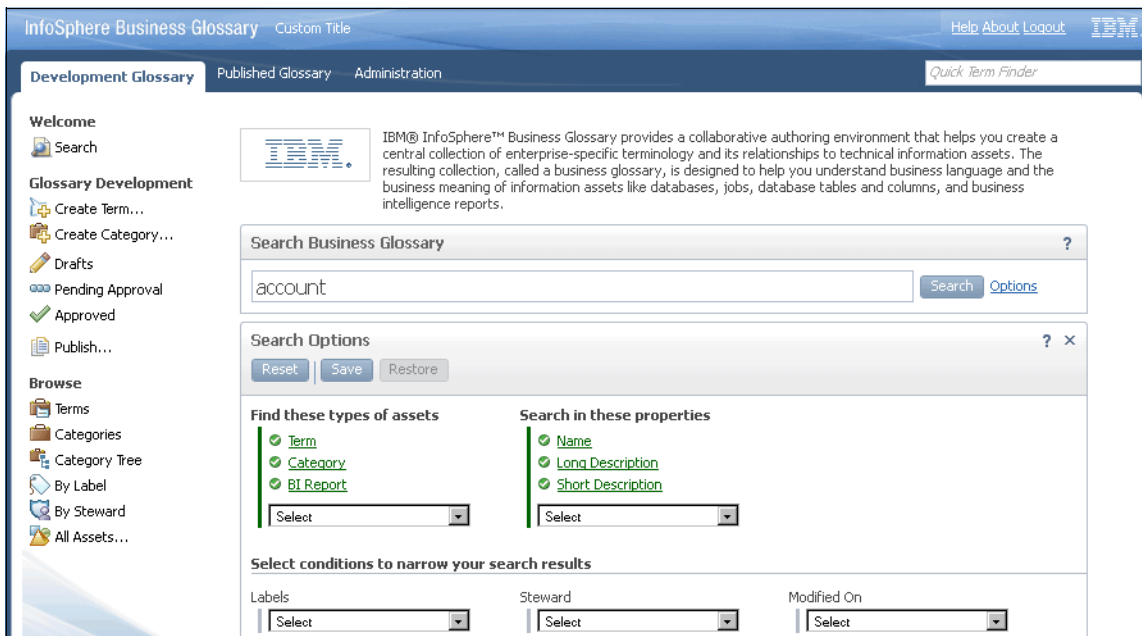 InfoSphere Business Glossary Custom Title Help About Logout IBM.
Development Glossary Published Glossary Administration Quick Term Finder
Welcome
Search
Glossary Development
Create Term...
Create Category...
Drafts
Pending Approval
Approved
Publish...
Browse
Terms
Categories
Category Tree
By Label
By Steward
All Assets...
IBM.
IBM® InfoSphere™ Business Glossary provides a collaborative authoring environment that helps you create a
central collection of enterprise-specific terminology and its relationships to technical information assets. The
resulting collection, called a business glossary, is designed to help you understand business language and the
business meaning of information assets like databases, jobs, database tables and columns, and business
intelligence reports.
Search Business Glossary ?
account Search Options
Search Options ? ×
Reset Save Restore
Find these types of assets Search in these properties
Term Name
Category Long Description
BI Report Short Description
Select Select
Select conditions to narrow your search results
Labels Steward Modified On
Select Select Select